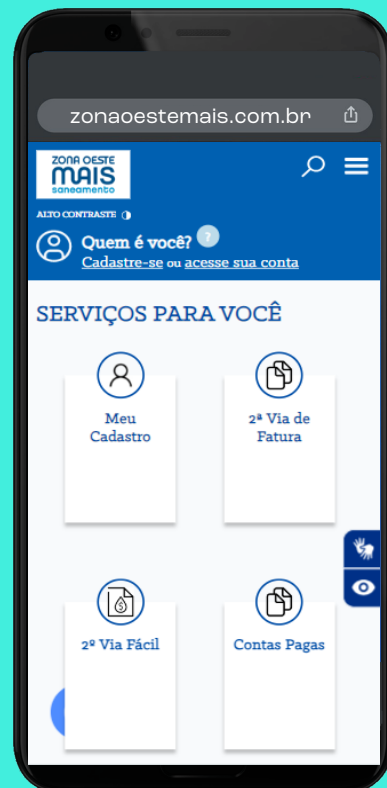 zonaoestemais.com.br
ZONA OESTE
MAIS
saneamento
ALTO CONTRASTE
Quem é você? ?
Cadastre-se ou acesse sua conta
SERVIÇOS PARA VOCÊ
Meu
Cadastro
2ª Via de
Fatura
2º Via Fácil
Contas Pagas